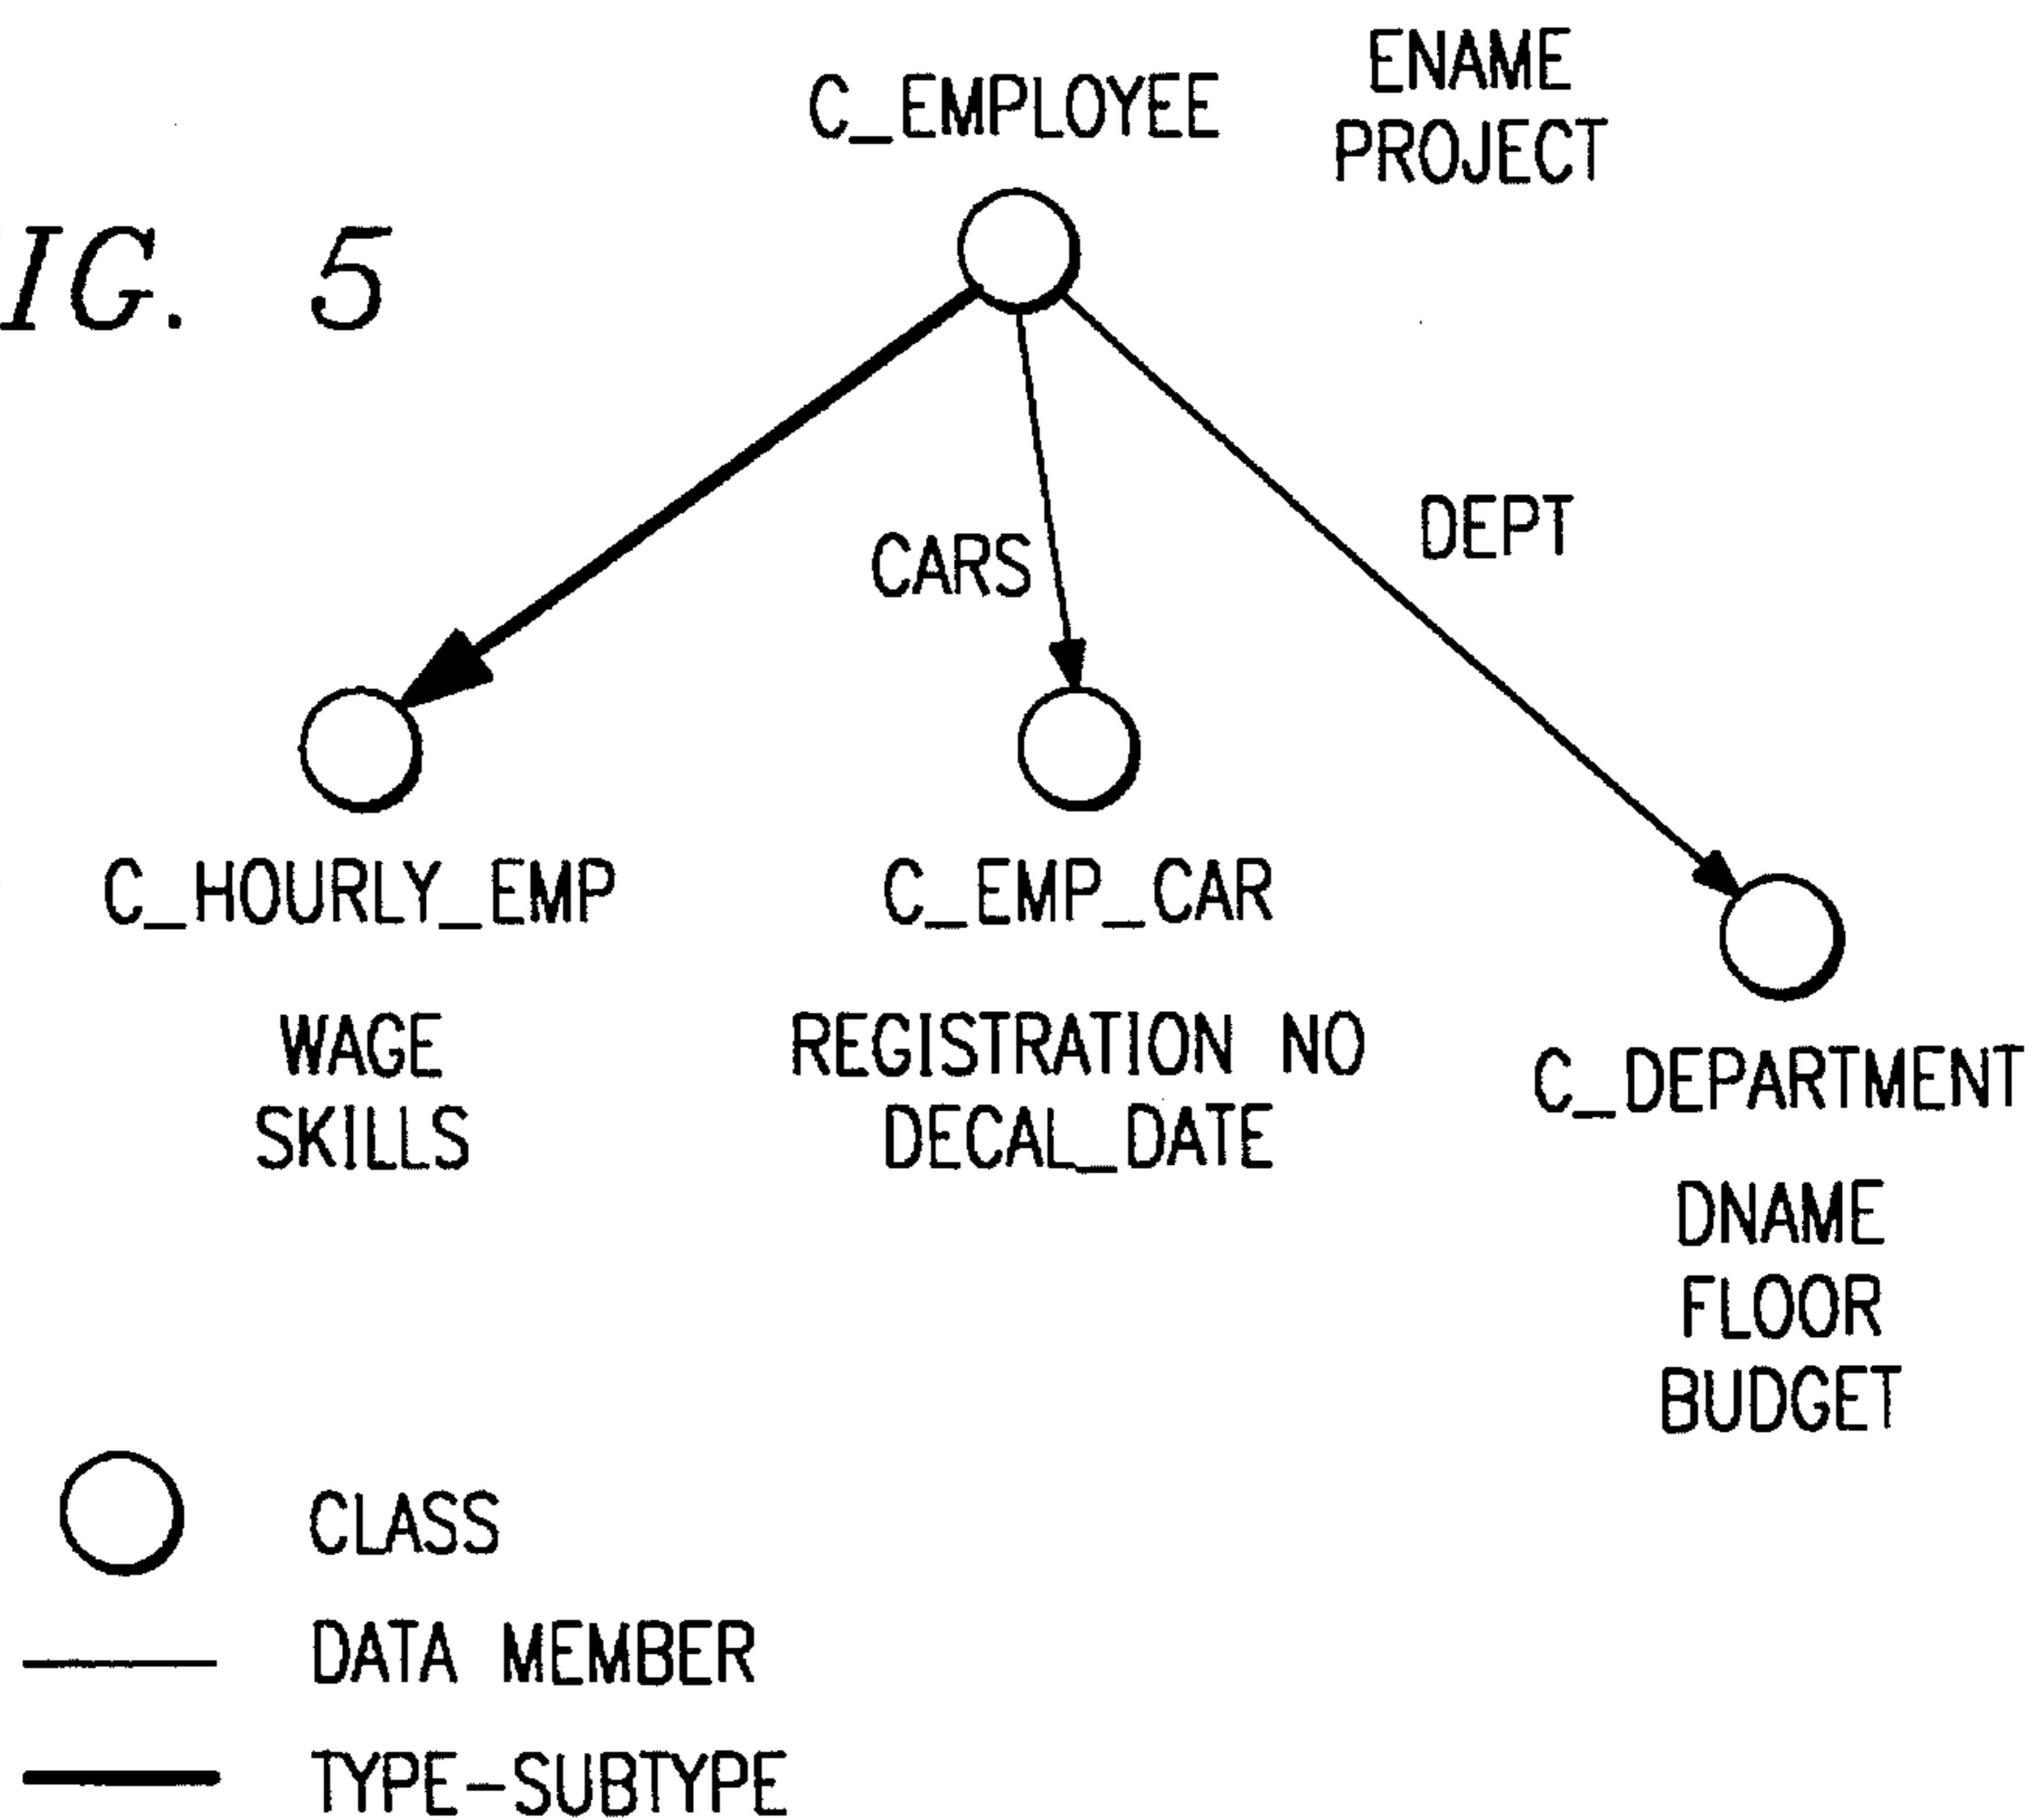 IG. 5
C_EMPLOYEE
ENAME
PROJECT
CARS
DEPT
C_HOURLY_EMP
WAGE
SKILLS
C_EMP_CAR
REGISTRATION NO
DECAL_DATE
C_DEPARTMENT
DNAME
FLOOR
BUDGET
CLASS
DATA MEMBER
TYPE-SUBTYPE